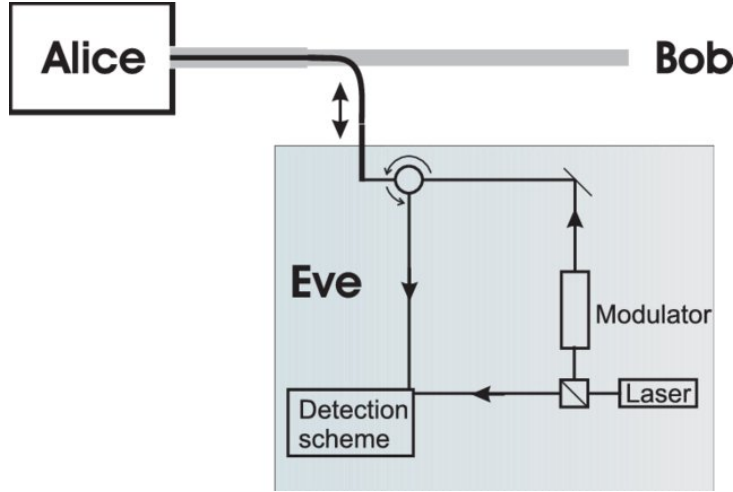 Alice
Bob
Eve
Modulator
Laser
Detection
scheme